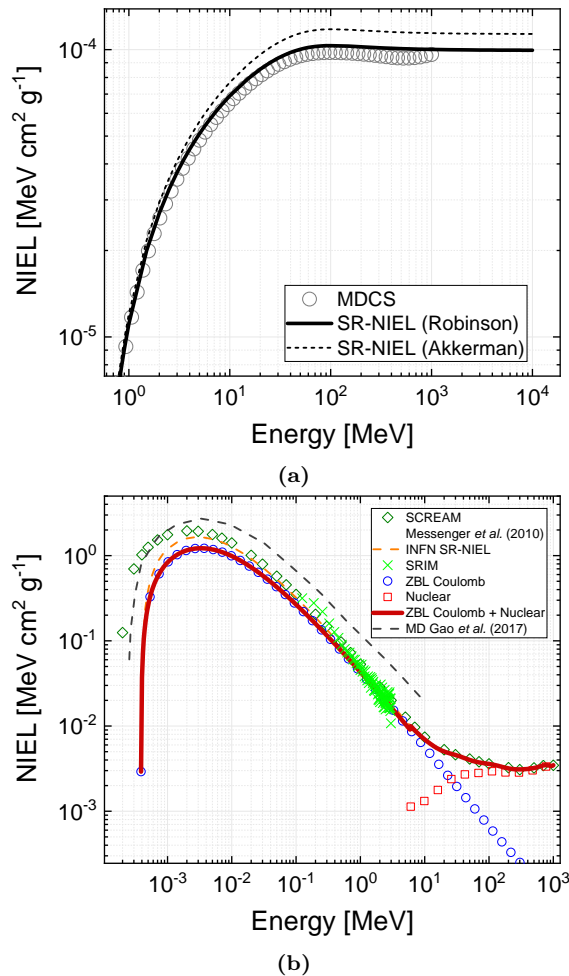 10⁻⁴
10⁻⁵
NIEL [MeV cm² g⁻¹]
MDCS
SR-NIEL (Robinson)
SR-NIEL (Akkerman)
10⁰ 10¹ 10² 10³ 10⁴
Energy [MeV]
(a)
10⁰
10⁻¹
10⁻²
10⁻³
NIEL [MeV cm² g⁻¹]
SCREAM
Messenger et al. (2010)
INFN SR-NIEL
SRIM
ZBL Coulomb
Nuclear
ZBL Coulomb + Nuclear
MD Gao et al. (2017)
10⁻³ 10⁻² 10⁻¹ 10⁰ 10¹ 10² 10³
Energy [MeV]
(b)